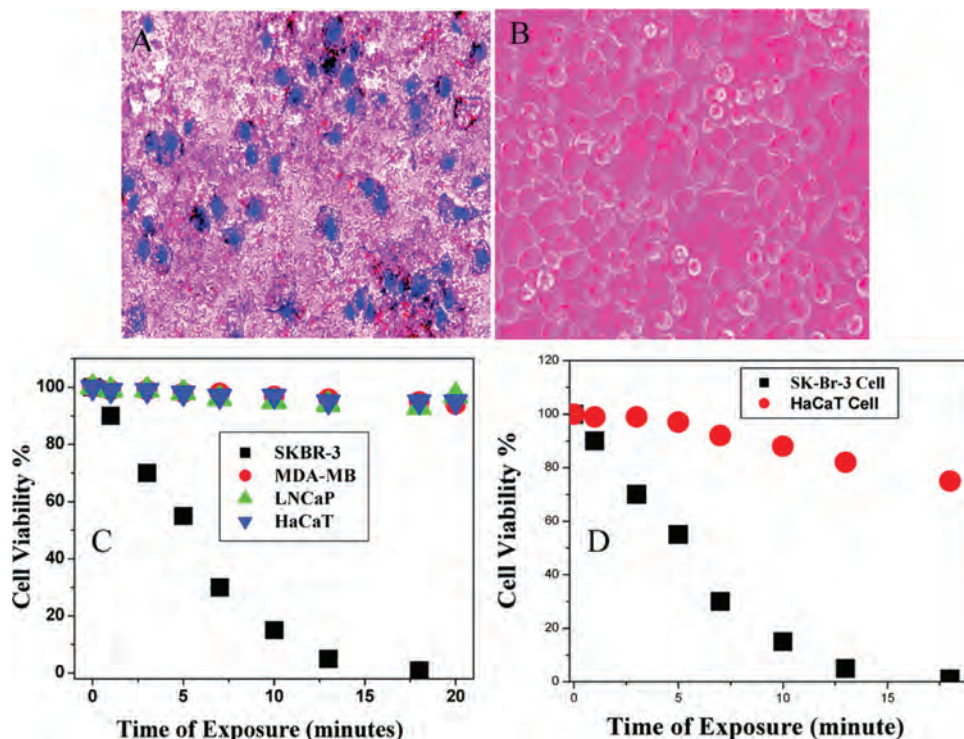 A
B
100
80
60
40
20
0
Cell Viability %
SKBR-3
MDA-MB
LNCaP
HaCaT
C
0
5
10
15
20
Time of Exposure (minutes)
120
100
80
60
40
20
0
Cell Viability %
SK-Br-3 Cell
HaCaT Cell
D
0
5
10
15
Time of Exposure (minute)